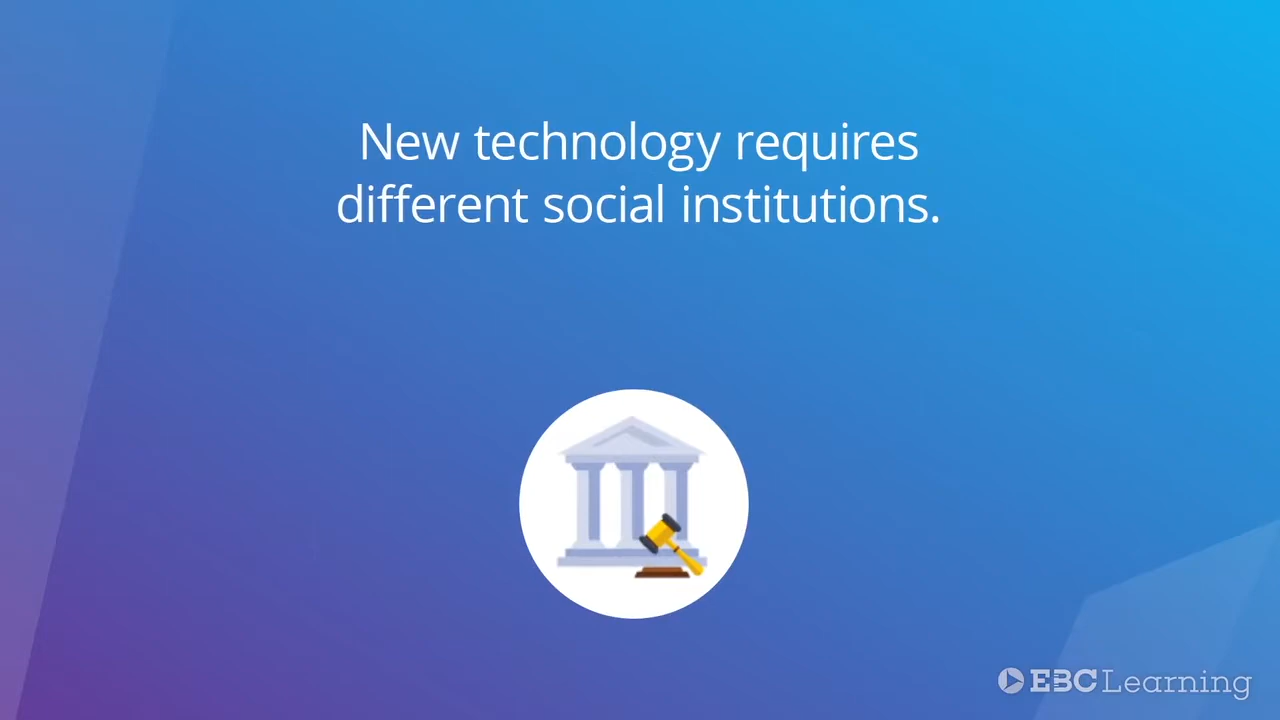 New technology requires
different social institutions.
EBC Learning